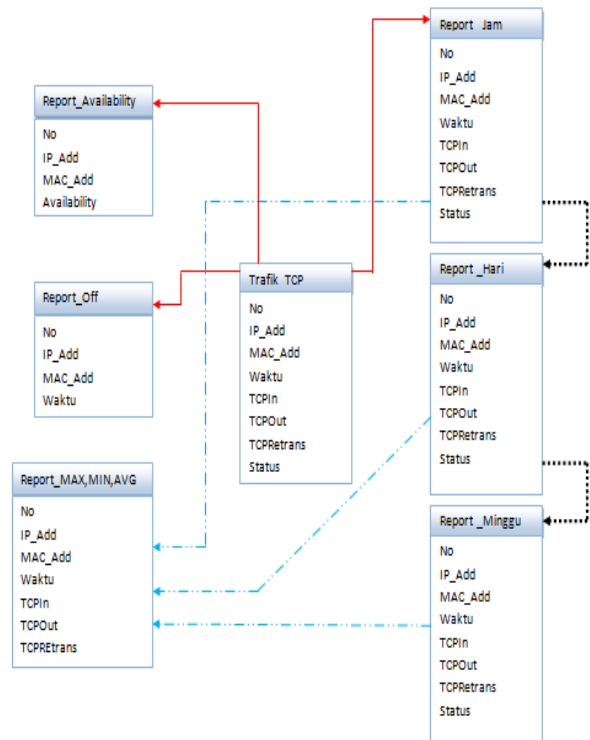 Report_Availability
No
IP_Add
MAC_Add
Availability
Report_Off
No
IP_Add
MAC_Add
Waktu
Report_MAX,MIN,AVG
No
IP_Add
MAC_Add
Waktu
TCPIn
TCPOut
TCPREtrans
Trafik TCP
No
IP_Add
MAC_Add
Waktu
TCPIn
TCPOut
TCPRetrans
Status
Report Jam
No
IP_Add
MAC_Add
Waktu
TCPIn
TCPOut
TCPRetrans
Status
Report _Hari
No
IP_Add
MAC_Add
Waktu
TCPIn
TCPOut
TCPRetrans
Status
Report _Minggu
No
IP_Add
MAC_Add
Waktu
TCPIn
TCPOut
TCPRetrans
Status